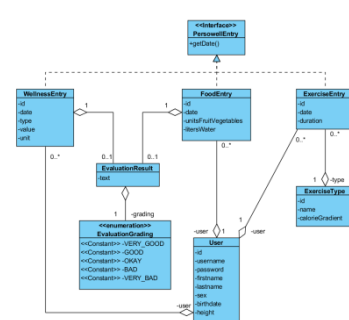 <<Interface>>
PersowellEntry
+getDate()
WellnessEntry
-id
-date
-type
-value
-unit
FoodEntry
-id
-date
-unitsFruitVegetables
-litersWater
ExerciseEntry
-id
-date
-duration
1
1
0..*
0..1
0..1
0..*
0..*
0..*
EvaluationResult
-text
1
-type
ExerciseType
-id
-name
-calorieGradient
1
-grading
<<enumeration>>
EvaluationGrading
<<Constant>> -VERY_GOOD
<<Constant>> -GOOD
<<Constant>> -OKAY
<<Constant>> -BAD
<<Constant>> -VERY_BAD
-user
1
1
-user
User
-id
-username
-password
-firstname
-lastname
-sex
-birthdate
-height
-user
1